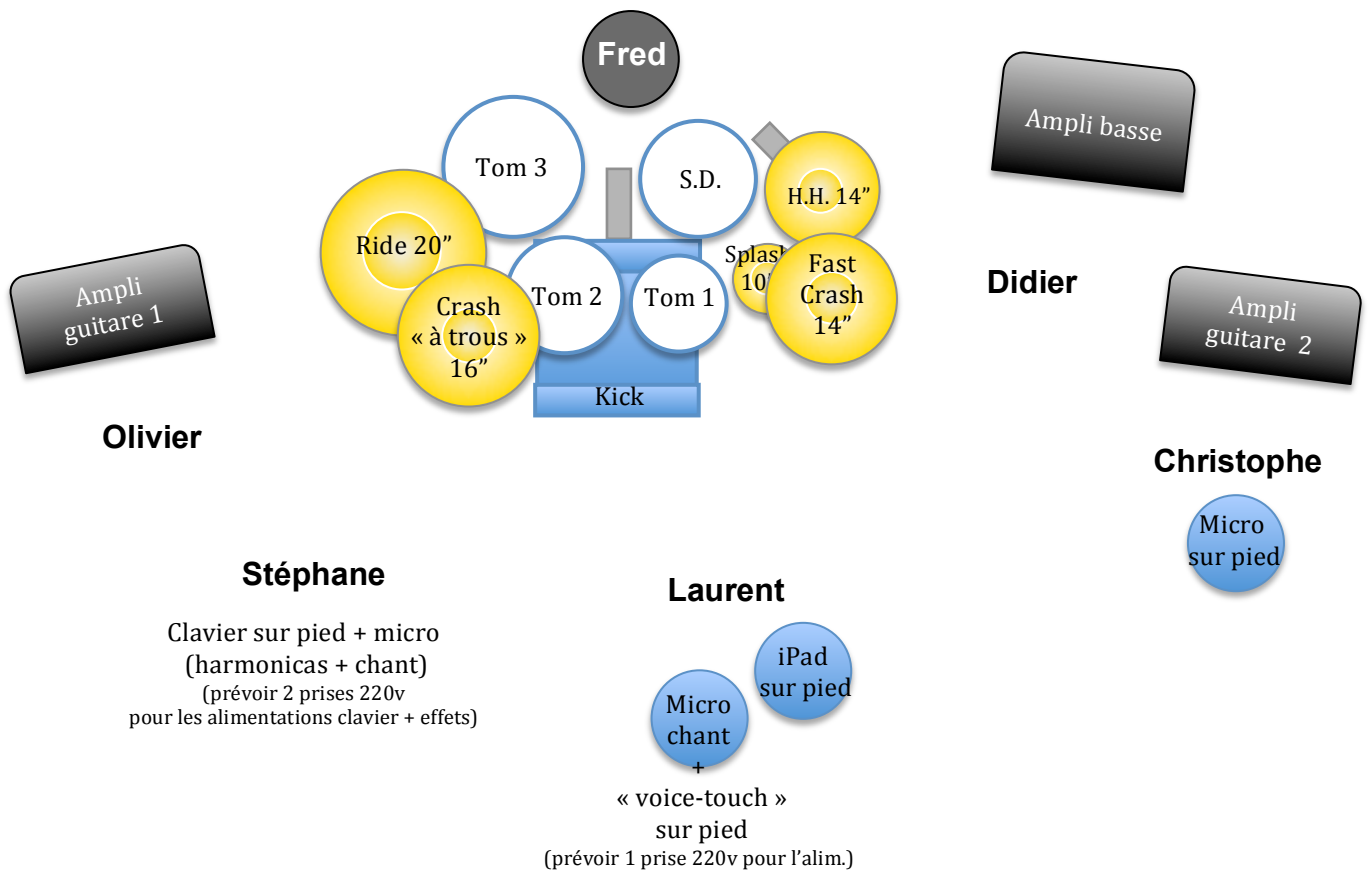 Fred
Ampli basse
Tom 3
S.D.
H.H. 14”
Ride 20”
Splash
10”
Fast
Crash
14”
Didier
Ampli
guitare 1
Crash
« à trous »
16”
Tom 2
Tom 1
Ampli
guitare 2
Kick
Olivier
Christophe
Micro
sur pied
Stéphane
Clavier sur pied + micro
(harmonicas + chant)
(prévoir 2 prises 220v
pour les alimentations clavier + effets)
Laurent
iPad
sur pied
Micro
chant
+
« voice-touch »
sur pied
(prévoir 1 prise 220v pour l’alim.)